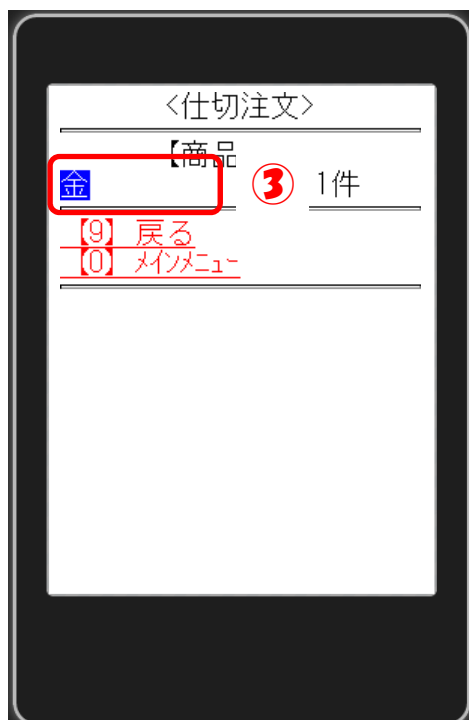 <仕切注文>
【商品
金 ③ 1件
【9】 戻る
【0】 メインメニュー